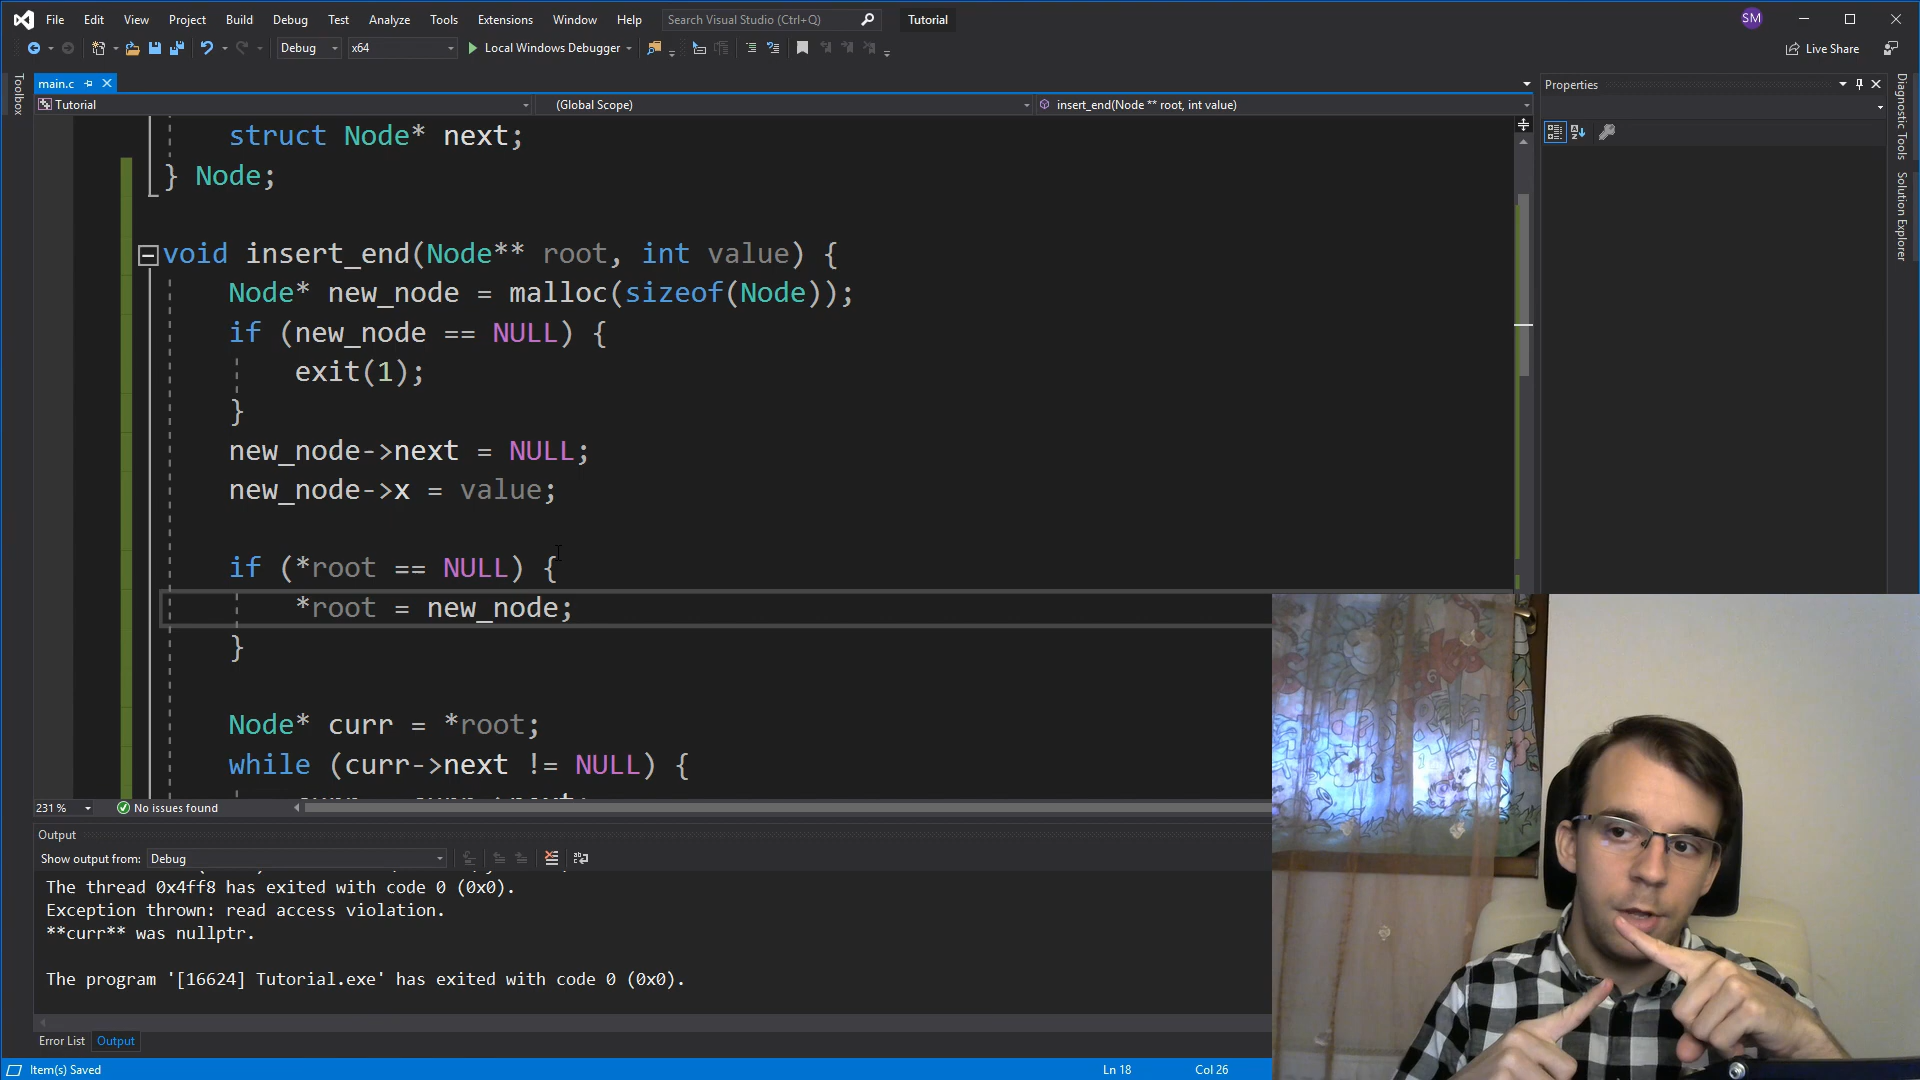 File Edit View Project Build Debug Test Analyze Tools Extensions Window Help Search Visual Studio (Ctrl+Q) Tutorial SM
Debug x64 Local Windows Debugger Live Share
main.c
Tutorial (Global Scope) insert_end(Node ** root, int value)
Toolbox
struct Node* next;
} Node;
void insert_end(Node** root, int value) {
Node* new_node = malloc(sizeof(Node));
if (new_node == NULL) {
exit(1);
}
new_node->next = NULL;
new_node->x = value;
if (*root == NULL) {
*root = new_node;
}
Node* curr = *root;
while (curr->next != NULL) {
231 % No issues found
Output
Show output from: Debug
The thread 0x4ff8 has exited with code 0 (0x0).
Exception thrown: read access violation.
**curr** was nullptr.
The program '[16624] Tutorial.exe' has exited with code 0 (0x0).
Error List Output
Item(s) Saved Ln 18 Col 26
Properties
Diagnostic Tools
Solution Explorer